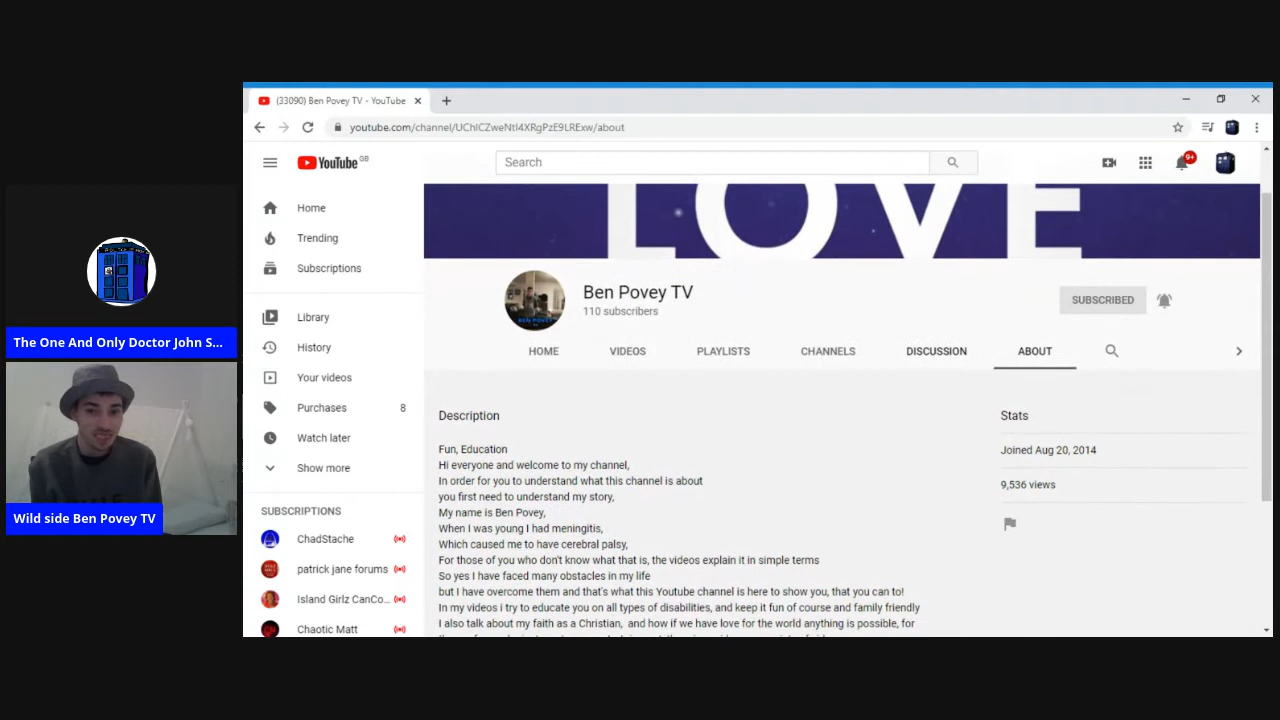 (33090) Ben Povey TV - YouTube
YouTube GB
Search
9+
Home
Trending
Subscriptions
Library
History
Your videos
Purchases 8
Watch later
Show more
SUBSCRIPTIONS
ChadStache
patrick jane forums
Island Girlz CanCo...
Chaotic Matt
LOVE
Ben Povey TV
110 subscribers
SUBSCRIBED
HOME VIDEOS PLAYLISTS CHANNELS DISCUSSION ABOUT
Description
Fun, Education
Hi everyone and welcome to my channel,
In order for you to understand what this channel is about
you first need to understand my story,
My name is Ben Povey,
When I was young I had meningitis,
Which caused me to have cerebral palsy,
For those of you who don't know what that is, the videos explain it in simple terms
So yes I have faced many obstacles in my life
but I have overcome them and that's what this Youtube channel is here to show you, that you can to!
In my videos i try to educate you on all types of disabilities, and keep it fun of course and family friendly
I also talk about my faith as a Christian, and how if we have love for the world anything is possible, for
Stats
Joined Aug 20, 2014
9,536 views
The One And Only Doctor John S...
Wild side Ben Povey TV